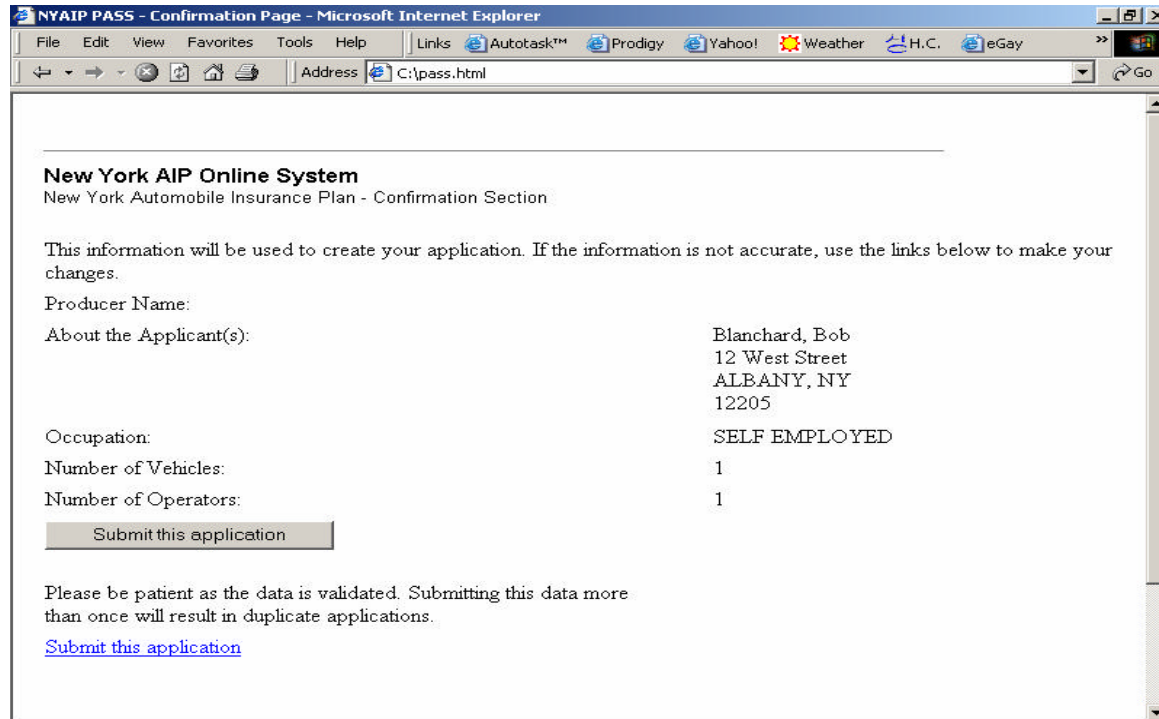 NYAIP PASS - Confirmation Page - Microsoft Internet Explorer
File Edit View Favorites Tools Help Links Autotask™ Prodigy Yahoo! Weather H.C. eGay »
Address C:\pass.html Go
New York AIP Online System
New York Automobile Insurance Plan - Confirmation Section
This information will be used to create your application. If the information is not accurate, use the links below to make your
changes.
Producer Name:
About the Applicant(s): Blanchard, Bob
12 West Street
ALBANY, NY
12205
Occupation: SELF EMPLOYED
Number of Vehicles: 1
Number of Operators: 1
Submit this application
Please be patient as the data is validated. Submitting this data more
than once will result in duplicate applications.
Submit this application